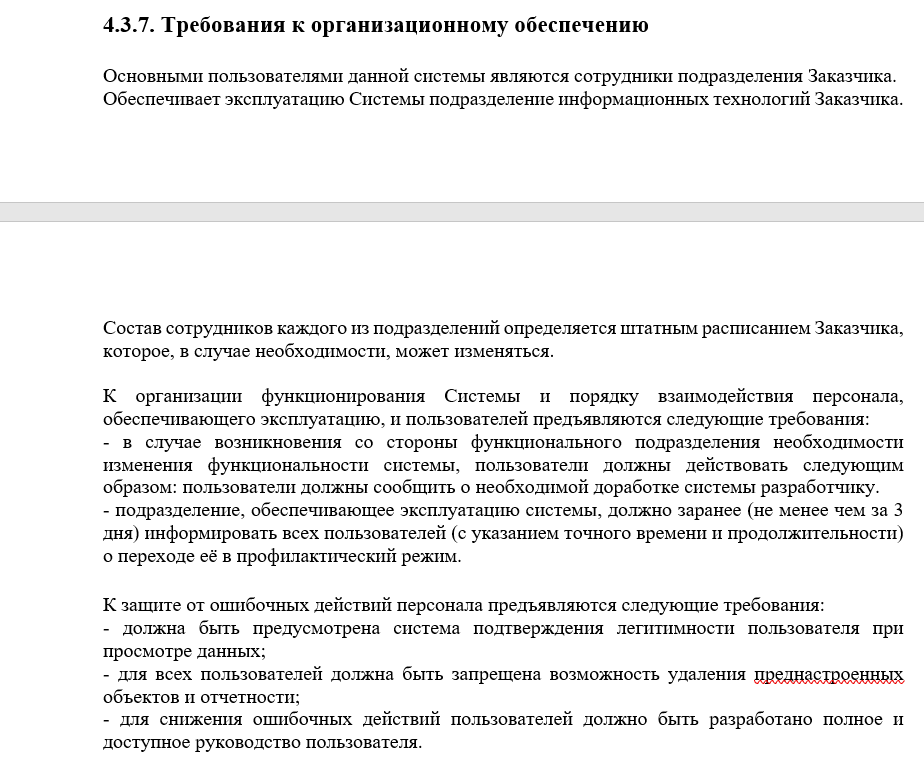 4.3.7. Требования к организационному обеспечению
Основными пользователями данной системы являются сотрудники подразделения Заказчика.
Обеспечивает эксплуатацию Системы подразделение информационных технологий Заказчика.
Состав сотрудников каждого из подразделений определяется штатным расписанием Заказчика,
которое, в случае необходимости, может изменяться.
К организации функционирования Системы и порядку взаимодействия персонала,
обеспечивающего эксплуатацию, и пользователей предъявляются следующие требования:
- в случае возникновения со стороны функционального подразделения необходимости
изменения функциональности системы, пользователи должны действовать следующим
образом: пользователи должны сообщить о необходимой доработке системы разработчику.
- подразделение, обеспечивающее эксплуатацию системы, должно заранее (не менее чем за 3
дня) информировать всех пользователей (с указанием точного времени и продолжительности)
о переходе её в профилактический режим.
К защите от ошибочных действий персонала предъявляются следующие требования:
- должна быть предусмотрена система подтверждения легитимности пользователя при
просмотре данных;
- для всех пользователей должна быть запрещена возможность удаления преднастроенных
объектов и отчетности;
- для снижения ошибочных действий пользователей должно быть разработано полное и
доступное руководство пользователя.